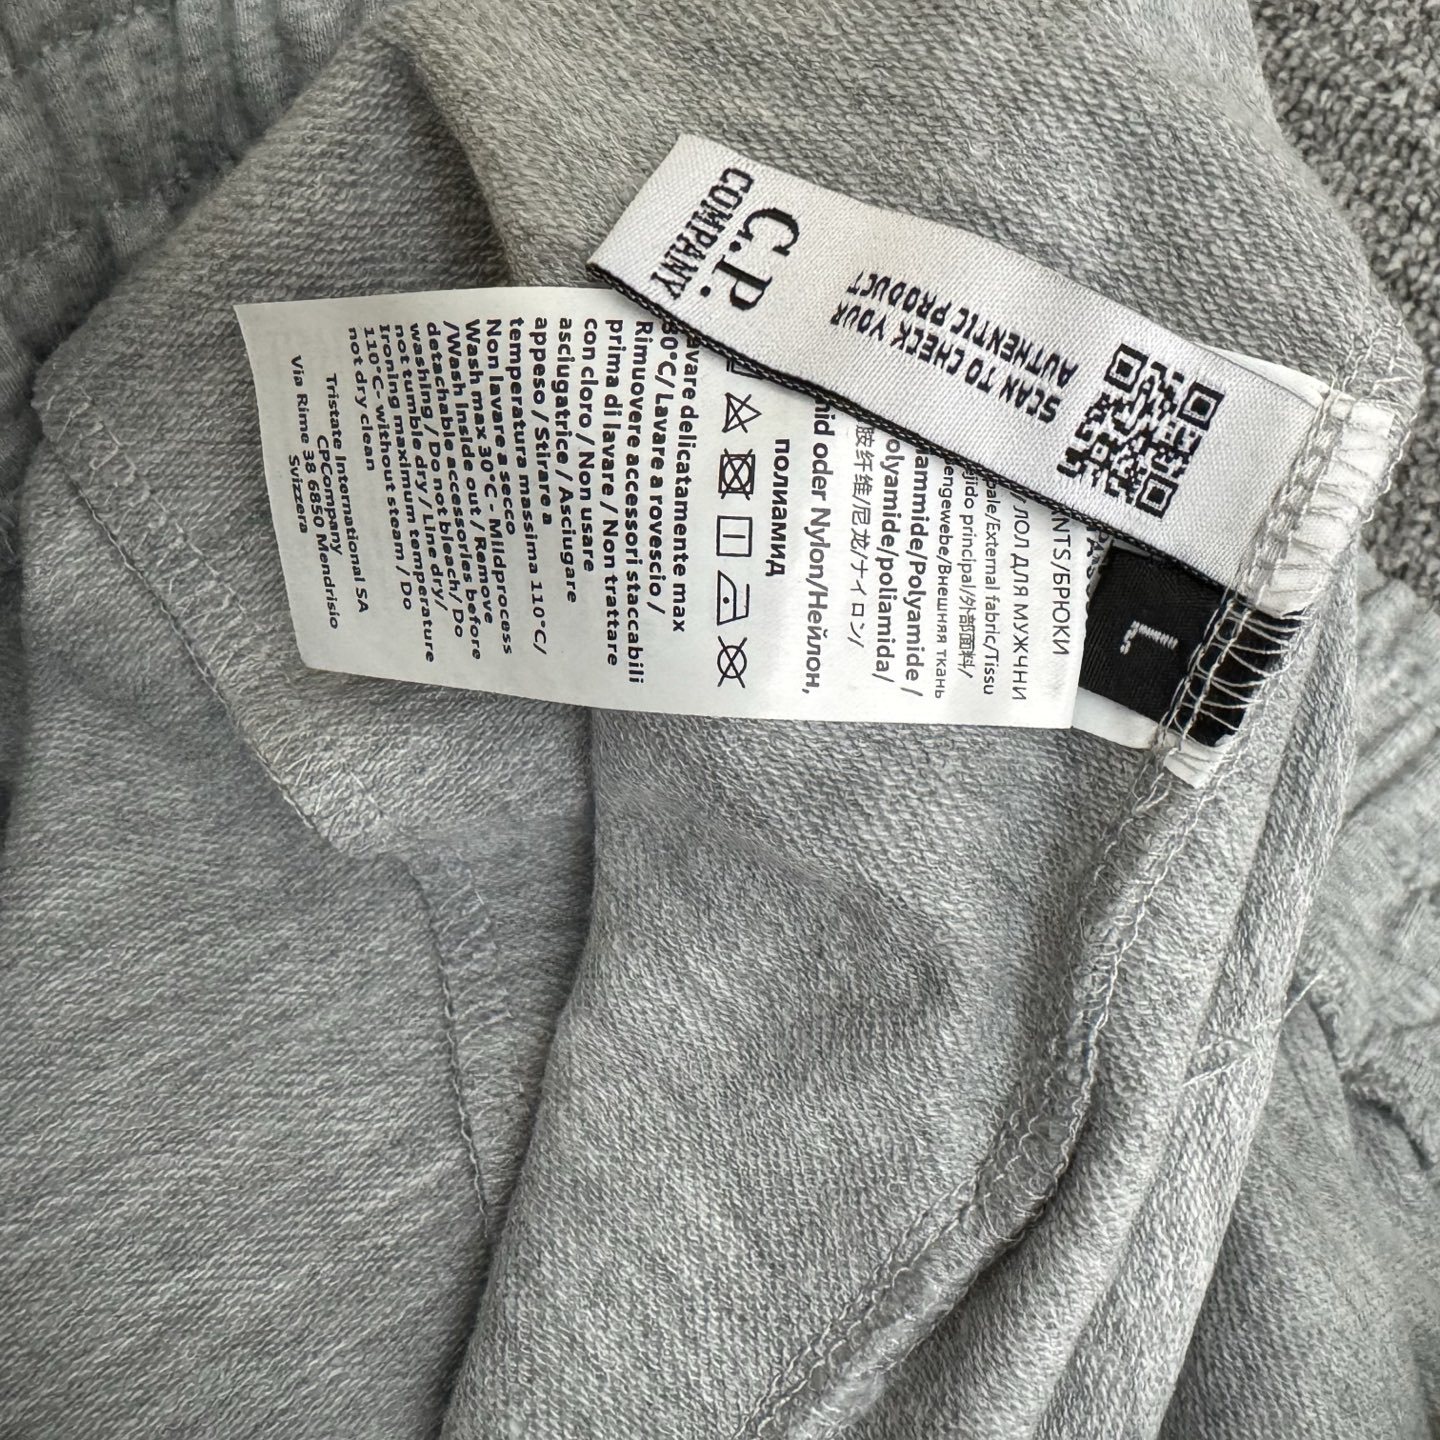 C.P.
COMPANY
SCAN TO CHECK YOUR
AUTHENTIC PRODUCT
L
NTS/БРЮКИ
ЛОЛ ДЛЯ МУЖЧНИ
pale/External fabric/Tissu
jido principal/外部面料/
engewebe/Внешняя ткань
ammide/Polyamide/
olyamide/poliamida/
胺纤维/尼龙/ナイロン/
id oder Nylon/Нейлон,
полиамид
avare delicatamente max
30°C/ Lavare a rovescio /
Rimuovere accessori staccabili
prima di lavare / Non trattare
con cloro / Non usare
asciugatrice / Asciugare
appeso / Stirare a
temperatura massima 110°C/
Non lavare a secco
Wash max 30°C - Mildprocess
/Wash inside out / Remove
detachable accessories before
washing / Do not bleach/ Do
not tumble dry / Line dry/
Ironing maximum temperature
110°C- without steam / Do
not dry clean
Tristate International SA
CPCompany
Via Rime 38 6850 Mendrisio
Svizzera